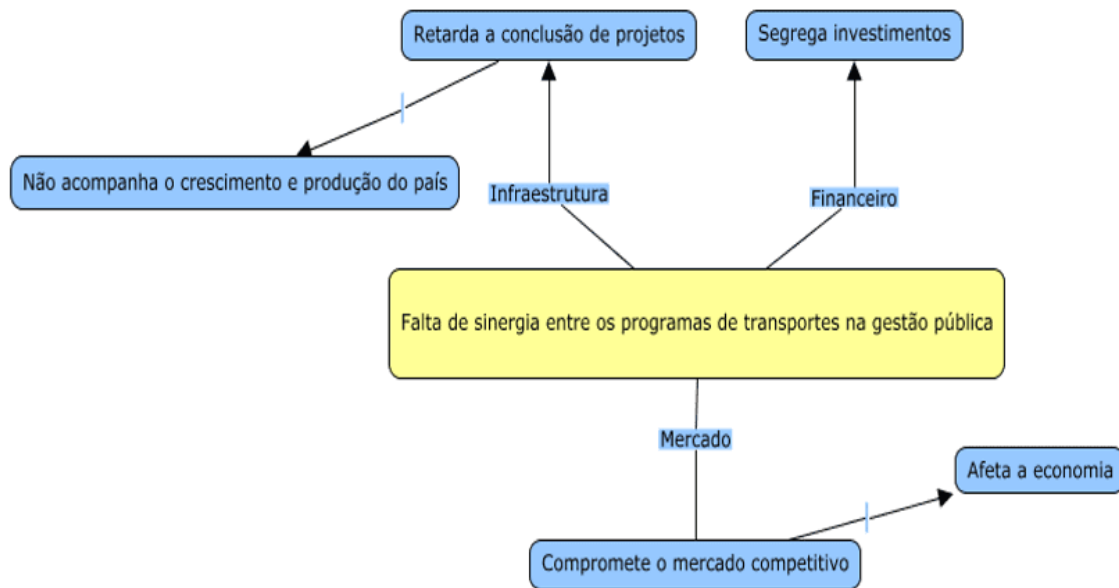 Retarda a conclusão de projetos
Segrega investimentos
Não acompanha o crescimento e produção do país
Infraestrutura
Financeiro
Falta de sinergia entre os programas de transportes na gestão pública
Mercado
Afeta a economia
Compromete o mercado competitivo